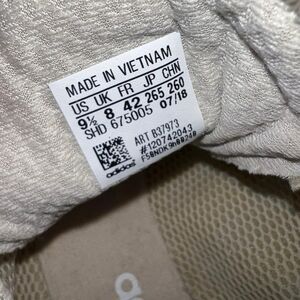 MADE IN VIETNAM
US UK FR JP CHN
9½ 8 42 265 260
SHD 675005 07/18
ART B37973
#120742043
adidas